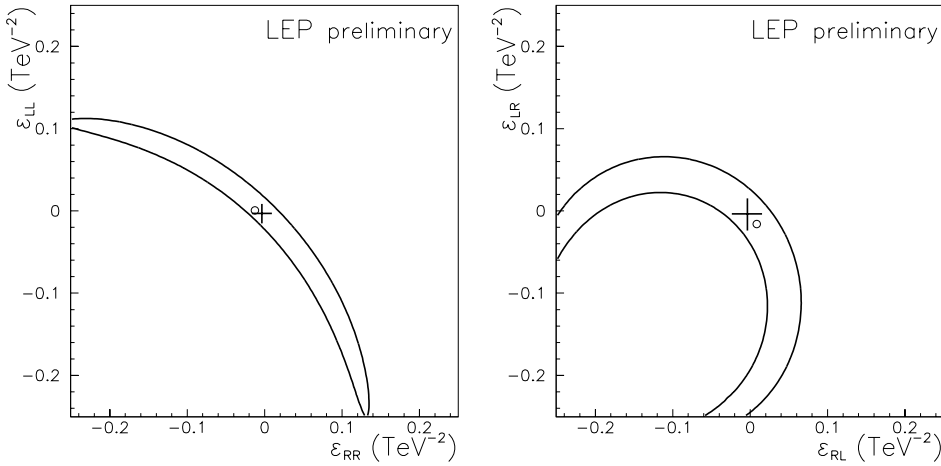 LEP preliminary
ε_LL (TeV⁻²)
0.2
0.1
0
−0.1
−0.2
−0.2 −0.1 0 0.1 0.2
ε_RR (TeV⁻²)
LEP preliminary
ε_LR (TeV⁻²)
0.2
0.1
0
−0.1
−0.2
−0.2 −0.1 0 0.1 0.2
ε_RL (TeV⁻²)